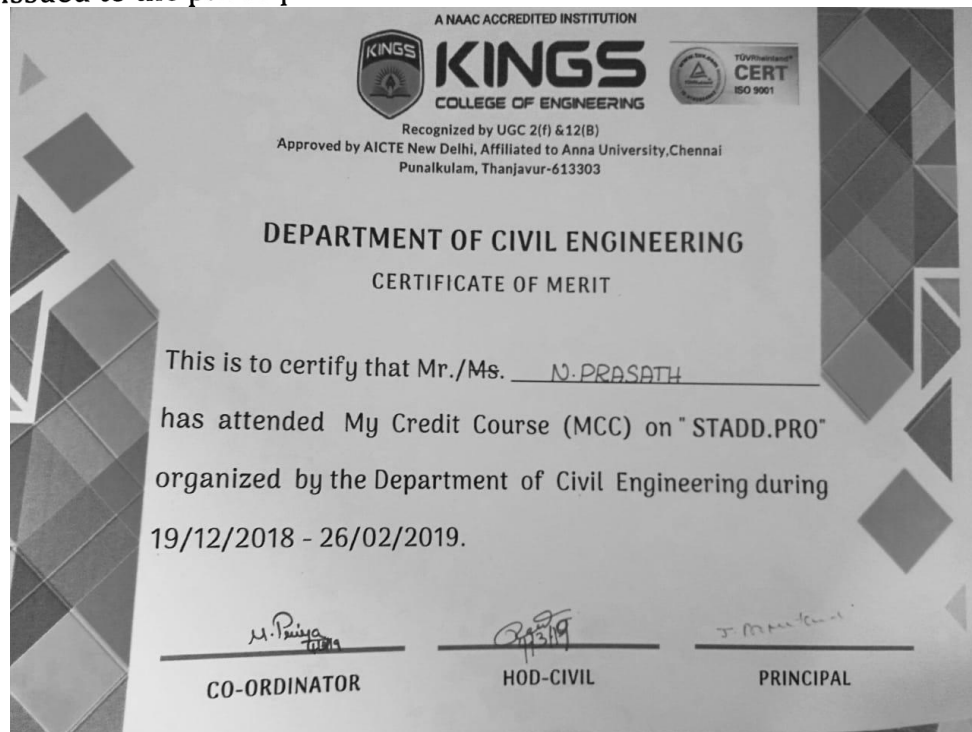 A NAAC ACCREDITED INSTITUTION
KINGS
KINGS
COLLEGE OF ENGINEERING
TÜVRheinland
CERT
ISO 9001
Recognized by UGC 2(f) &12(B)
Approved by AICTE New Delhi, Affiliated to Anna University,Chennai
Punalkulam, Thanjavur-613303
DEPARTMENT OF CIVIL ENGINEERING
CERTIFICATE OF MERIT
This is to certify that Mr./Ms. N.PRASATH
has attended My Credit Course (MCC) on "STADD.PRO"
organized by the Department of Civil Engineering during
19/12/2018 - 26/02/2019.
M. Priya
CO-ORDINATOR
HOD-CIVIL
PRINCIPAL